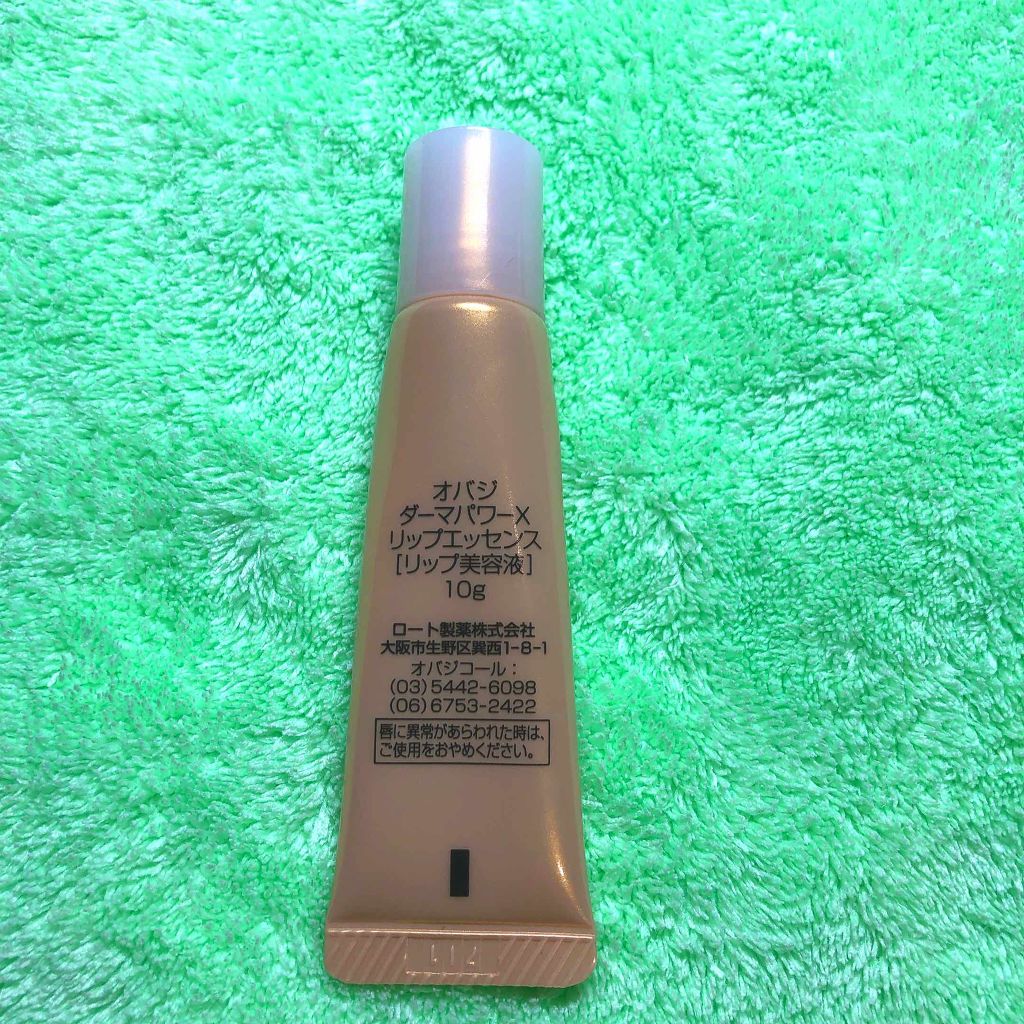 オバジ
ダーマパワーX
リップエッセンス
[リップ美容液]
10g
ロート製薬株式会社
大阪市生野区巽西1-8-1
オバジコール：
(03)5442-6098
(06)6753-2422
唇に異常があらわれた時は、
ご使用をおやめください。